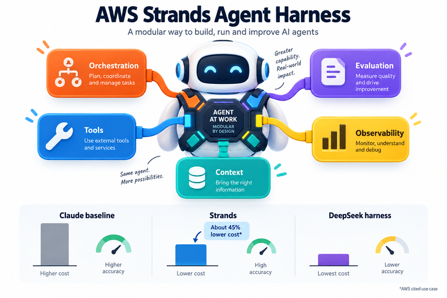 AWS Strands Agent Harness
A modular way to build, run and improve AI agents
Orchestration
Plan, coordinate
and manage tasks
Greater
capability.
Real-world
impact.
Evaluation
Measure quality
and drive
improvement
Tools
Use external tools
and services
AGENT
AT WORK
MODULAR
BY DESIGN
Observability
Monitor, understand
and debug
Same agent.
More possibilities.
Context
Bring the right
information
Claude baseline
Higher cost
Higher
accuracy
Strands
About 45%
lower cost*
Lower cost
High
accuracy
DeepSeek harness
Lowest cost
Lower
accuracy
*AWS cited use case